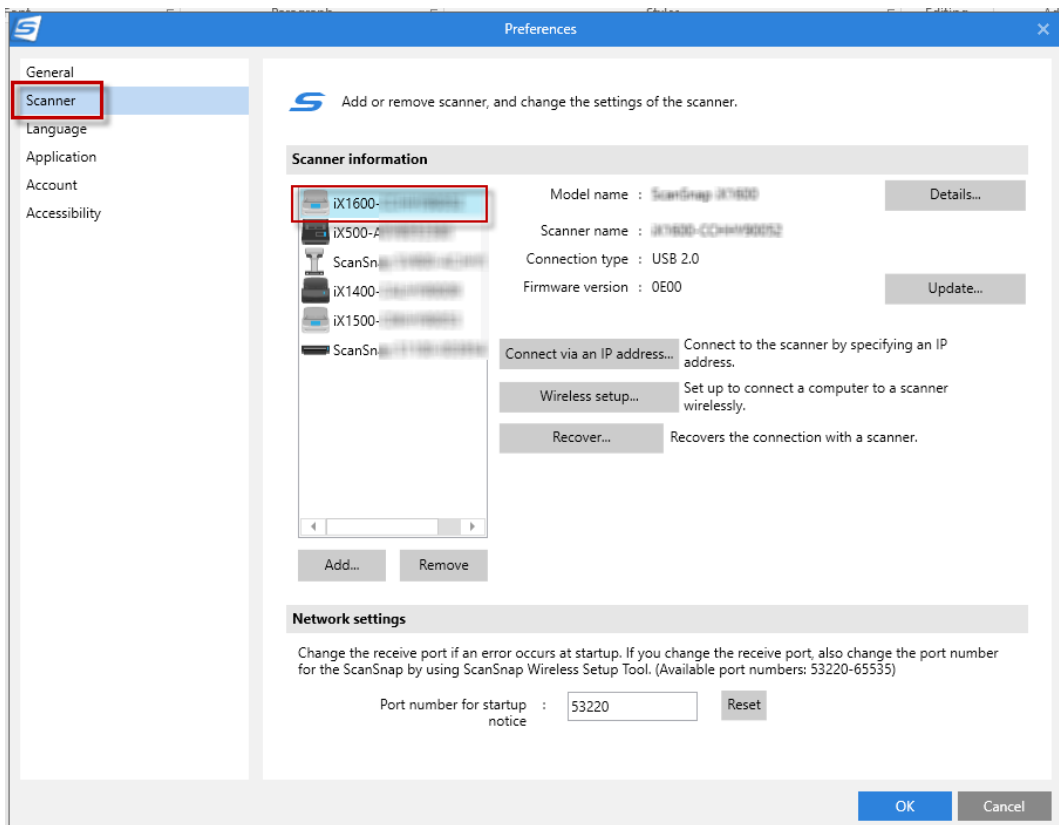 Preferences
General
Scanner
Language
Application
Account
Accessibility
Add or remove scanner, and change the settings of the scanner.
Scanner information
iX1600-
iX500-A
ScanSn
iX1400-
iX1500-
ScanSn
Model name :
Details...
Scanner name :
Connection type : USB 2.0
Firmware version : 0E00
Update...
Connect via an IP address...
Connect to the scanner by specifying an IP
address.
Wireless setup...
Set up to connect a computer to a scanner
wirelessly.
Recover...
Recovers the connection with a scanner.
Add...
Remove
Network settings
Change the receive port if an error occurs at startup. If you change the receive port, also change the port number
for the ScanSnap by using ScanSnap Wireless Setup Tool. (Available port numbers: 53220-65535)
Port number for startup :
notice
53220
Reset
OK
Cancel